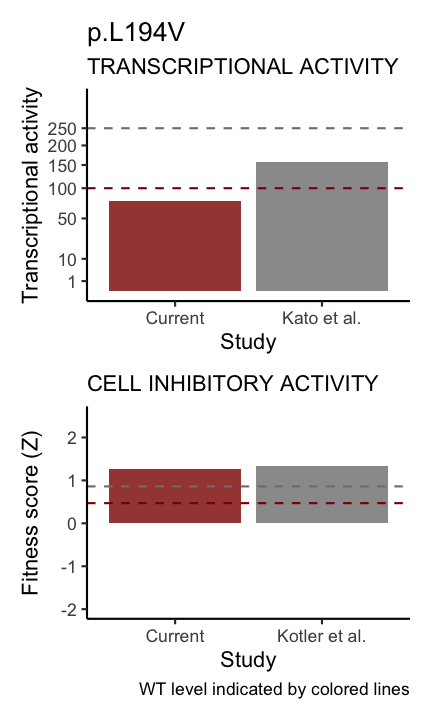 p.L194V
TRANSCRIPTIONAL ACTIVITY
Transcriptional activity
250
200
150
100
50
10
1
Current
Kato et al.
Study
CELL INHIBITORY ACTIVITY
Fitness score (Z)
2
1
0
-1
-2
Current
Kotler et al.
Study
WT level indicated by colored lines